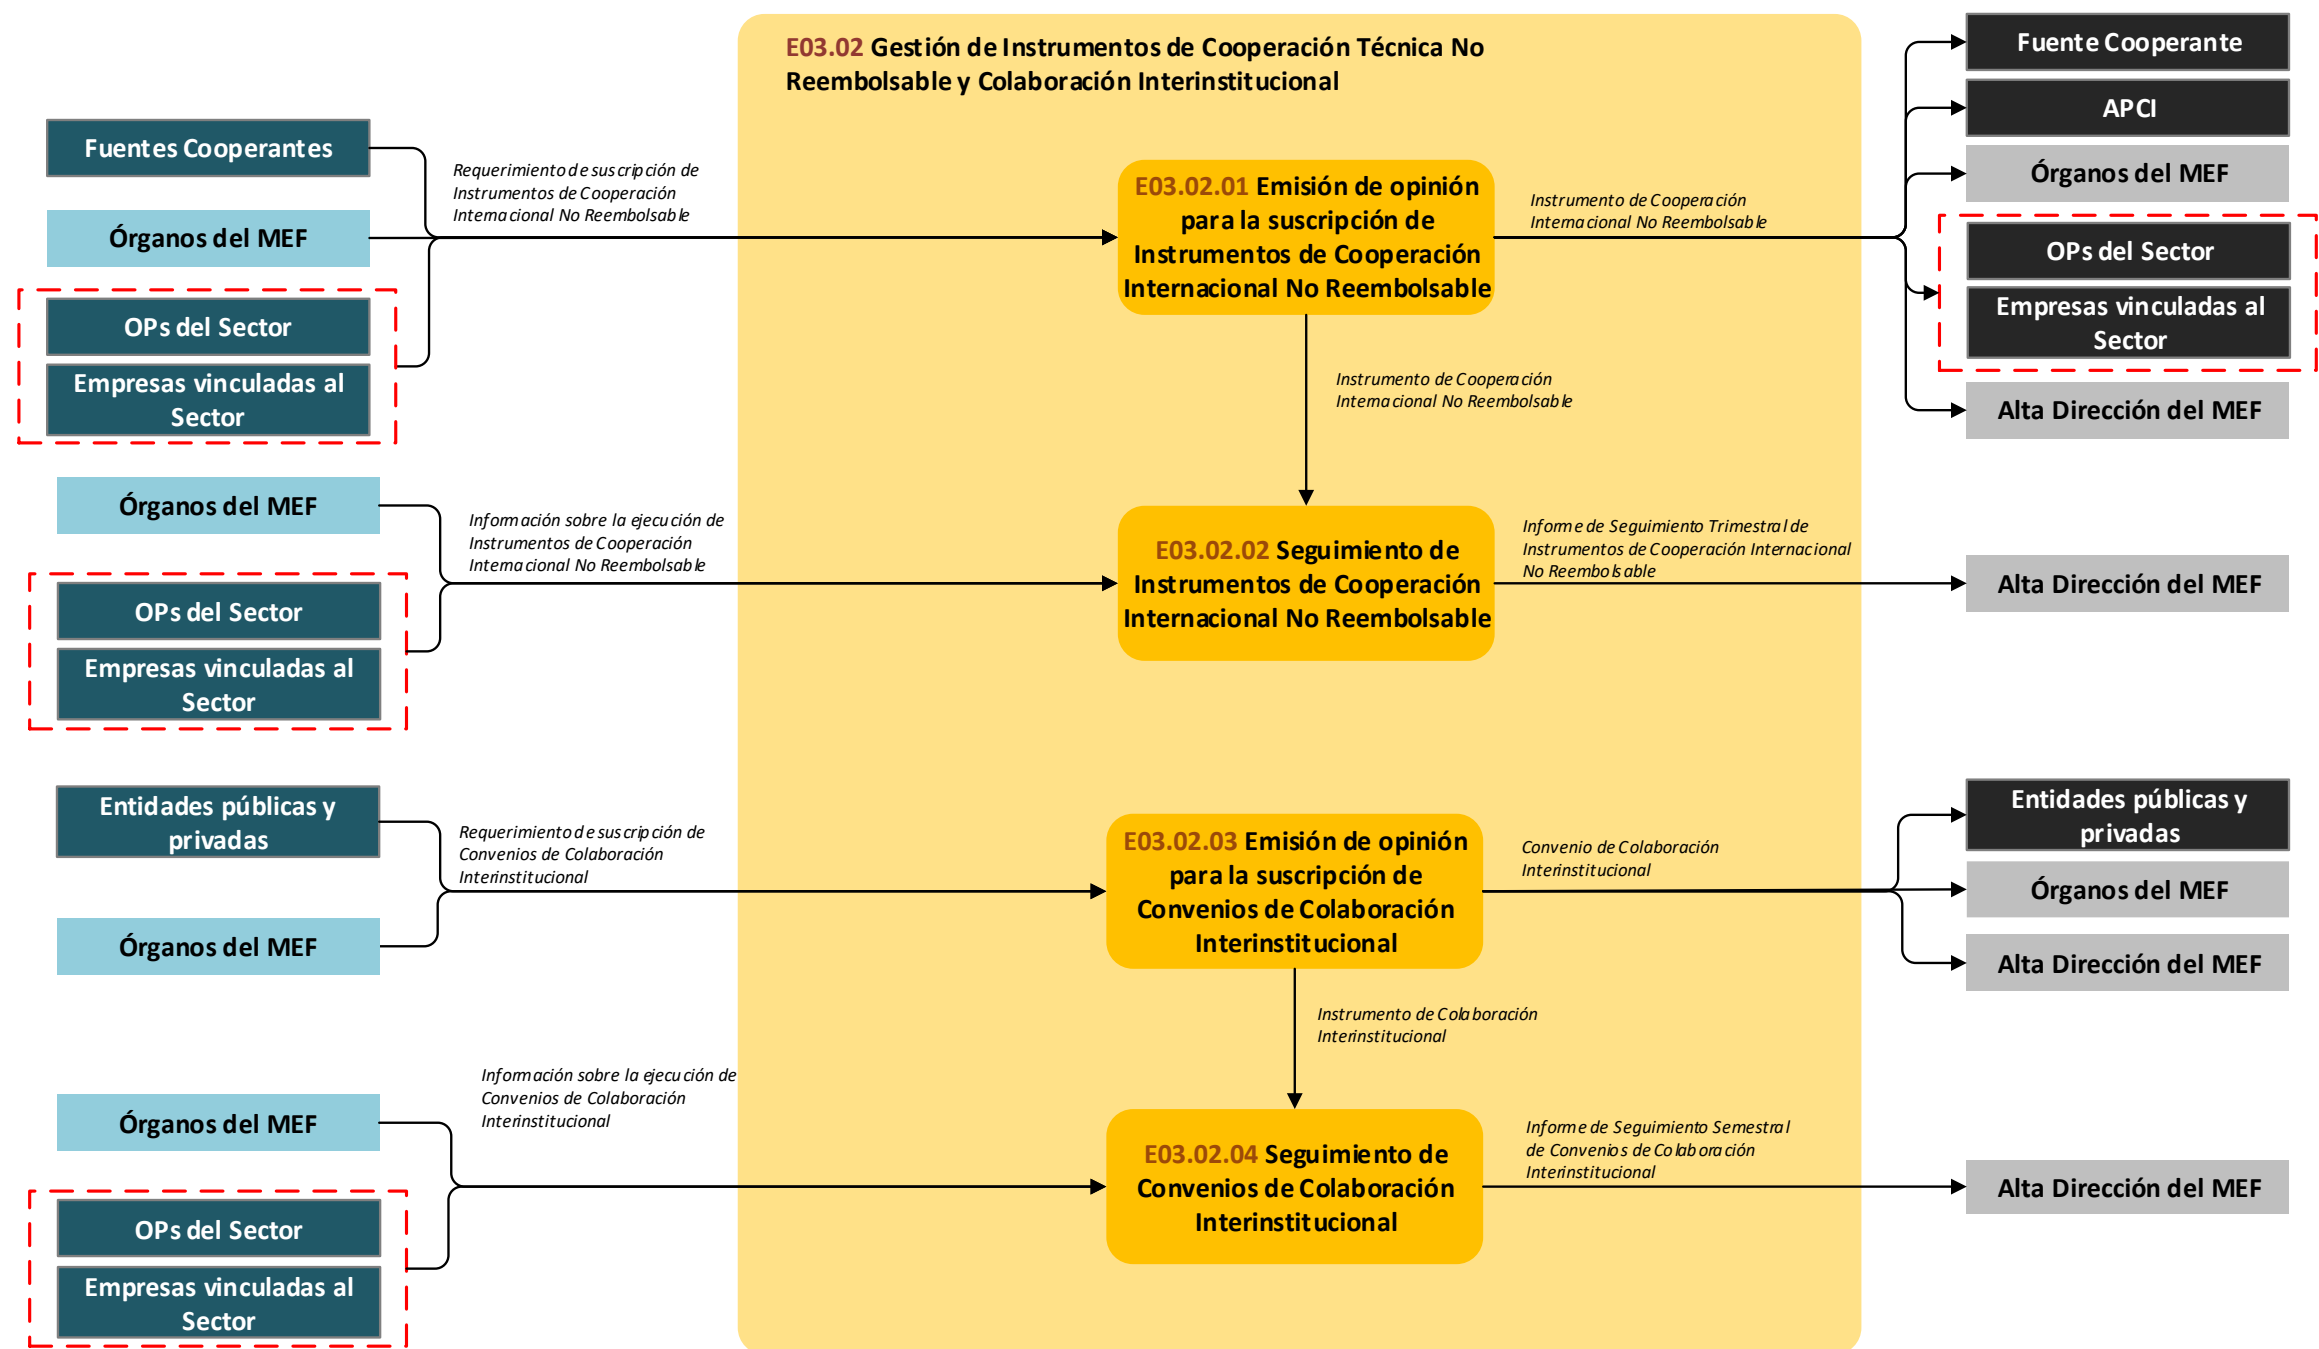 E03.02 Gestión de Instrumentos de Cooperación Técnica No
Reembolsable y Colaboración Interinstitucional
Fuentes Cooperantes
Órganos del MEF
OPs del Sector
Empresas vinculadas al
Sector
Requerimiento de suscripción de
Instrumentos de Cooperación
Internacional No Reembolsable
E03.02.01 Emisión de opinión
para la suscripción de
Instrumentos de Cooperación
Internacional No Reembolsable
Instrumento de Cooperación
Internacional No Reembolsable
Fuente Cooperante
APCI
Órganos del MEF
OPs del Sector
Empresas vinculadas al
Sector
Alta Dirección del MEF
Instrumento de Cooperación
Internacional No Reembolsable
Órganos del MEF
OPs del Sector
Empresas vinculadas al
Sector
Información sobre la ejecución de
Instrumentos de Cooperación
Internacional No Reembolsable
E03.02.02 Seguimiento de
Instrumentos de Cooperación
Internacional No Reembolsable
Informe de Seguimiento Trimestral de
Instrumentos de Cooperación Internacional
No Reembolsable
Alta Dirección del MEF
Entidades públicas y
privadas
Órganos del MEF
Requerimiento de suscripción de
Convenios de Colaboración
Interinstitucional
E03.02.03 Emisión de opinión
para la suscripción de
Convenios de Colaboración
Interinstitucional
Convenio de Colaboración
Interinstitucional
Entidades públicas y
privadas
Órganos del MEF
Alta Dirección del MEF
Instrumento de Colaboración
Interinstitucional
Órganos del MEF
OPs del Sector
Empresas vinculadas al
Sector
Información sobre la ejecución de
Convenios de Colaboración
Interinstitucional
E03.02.04 Seguimiento de
Convenios de Colaboración
Interinstitucional
Informe de Seguimiento Semestral
de Convenios de Colaboración
Interinstitucional
Alta Dirección del MEF